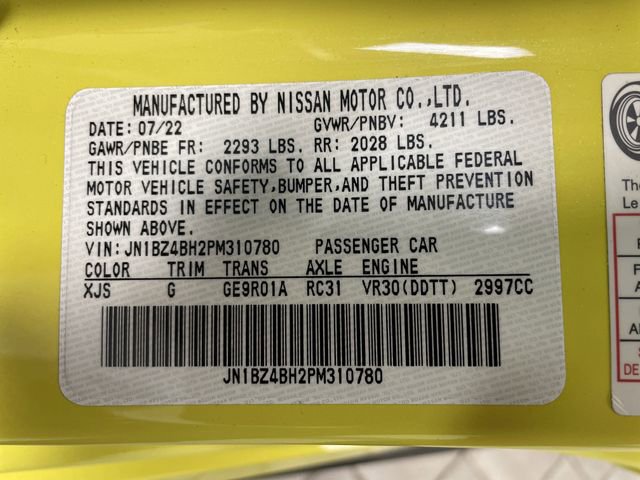 MANUFACTURED BY NISSAN MOTOR CO.,LTD.
DATE: 07/22 GVWR/PNBV: 4211 LBS.
GAWR/PNBE FR: 2293 LBS. RR: 2028 LBS.
THIS VEHICLE CONFORMS TO ALL APPLICABLE FEDERAL
MOTOR VEHICLE SAFETY,BUMPER,AND THEFT PREVENTION
STANDARDS IN EFFECT ON THE DATE OF MANUFACTURE
SHOWN ABOVE.
VIN: JN1BZ4BH2PM310780 PASSENGER CAR
COLOR TRIM TRANS AXLE ENGINE
XJS G GE9R01A RC31 VR30(DDTT) 2997CC
JN1BZ4BH2PM310780
Le